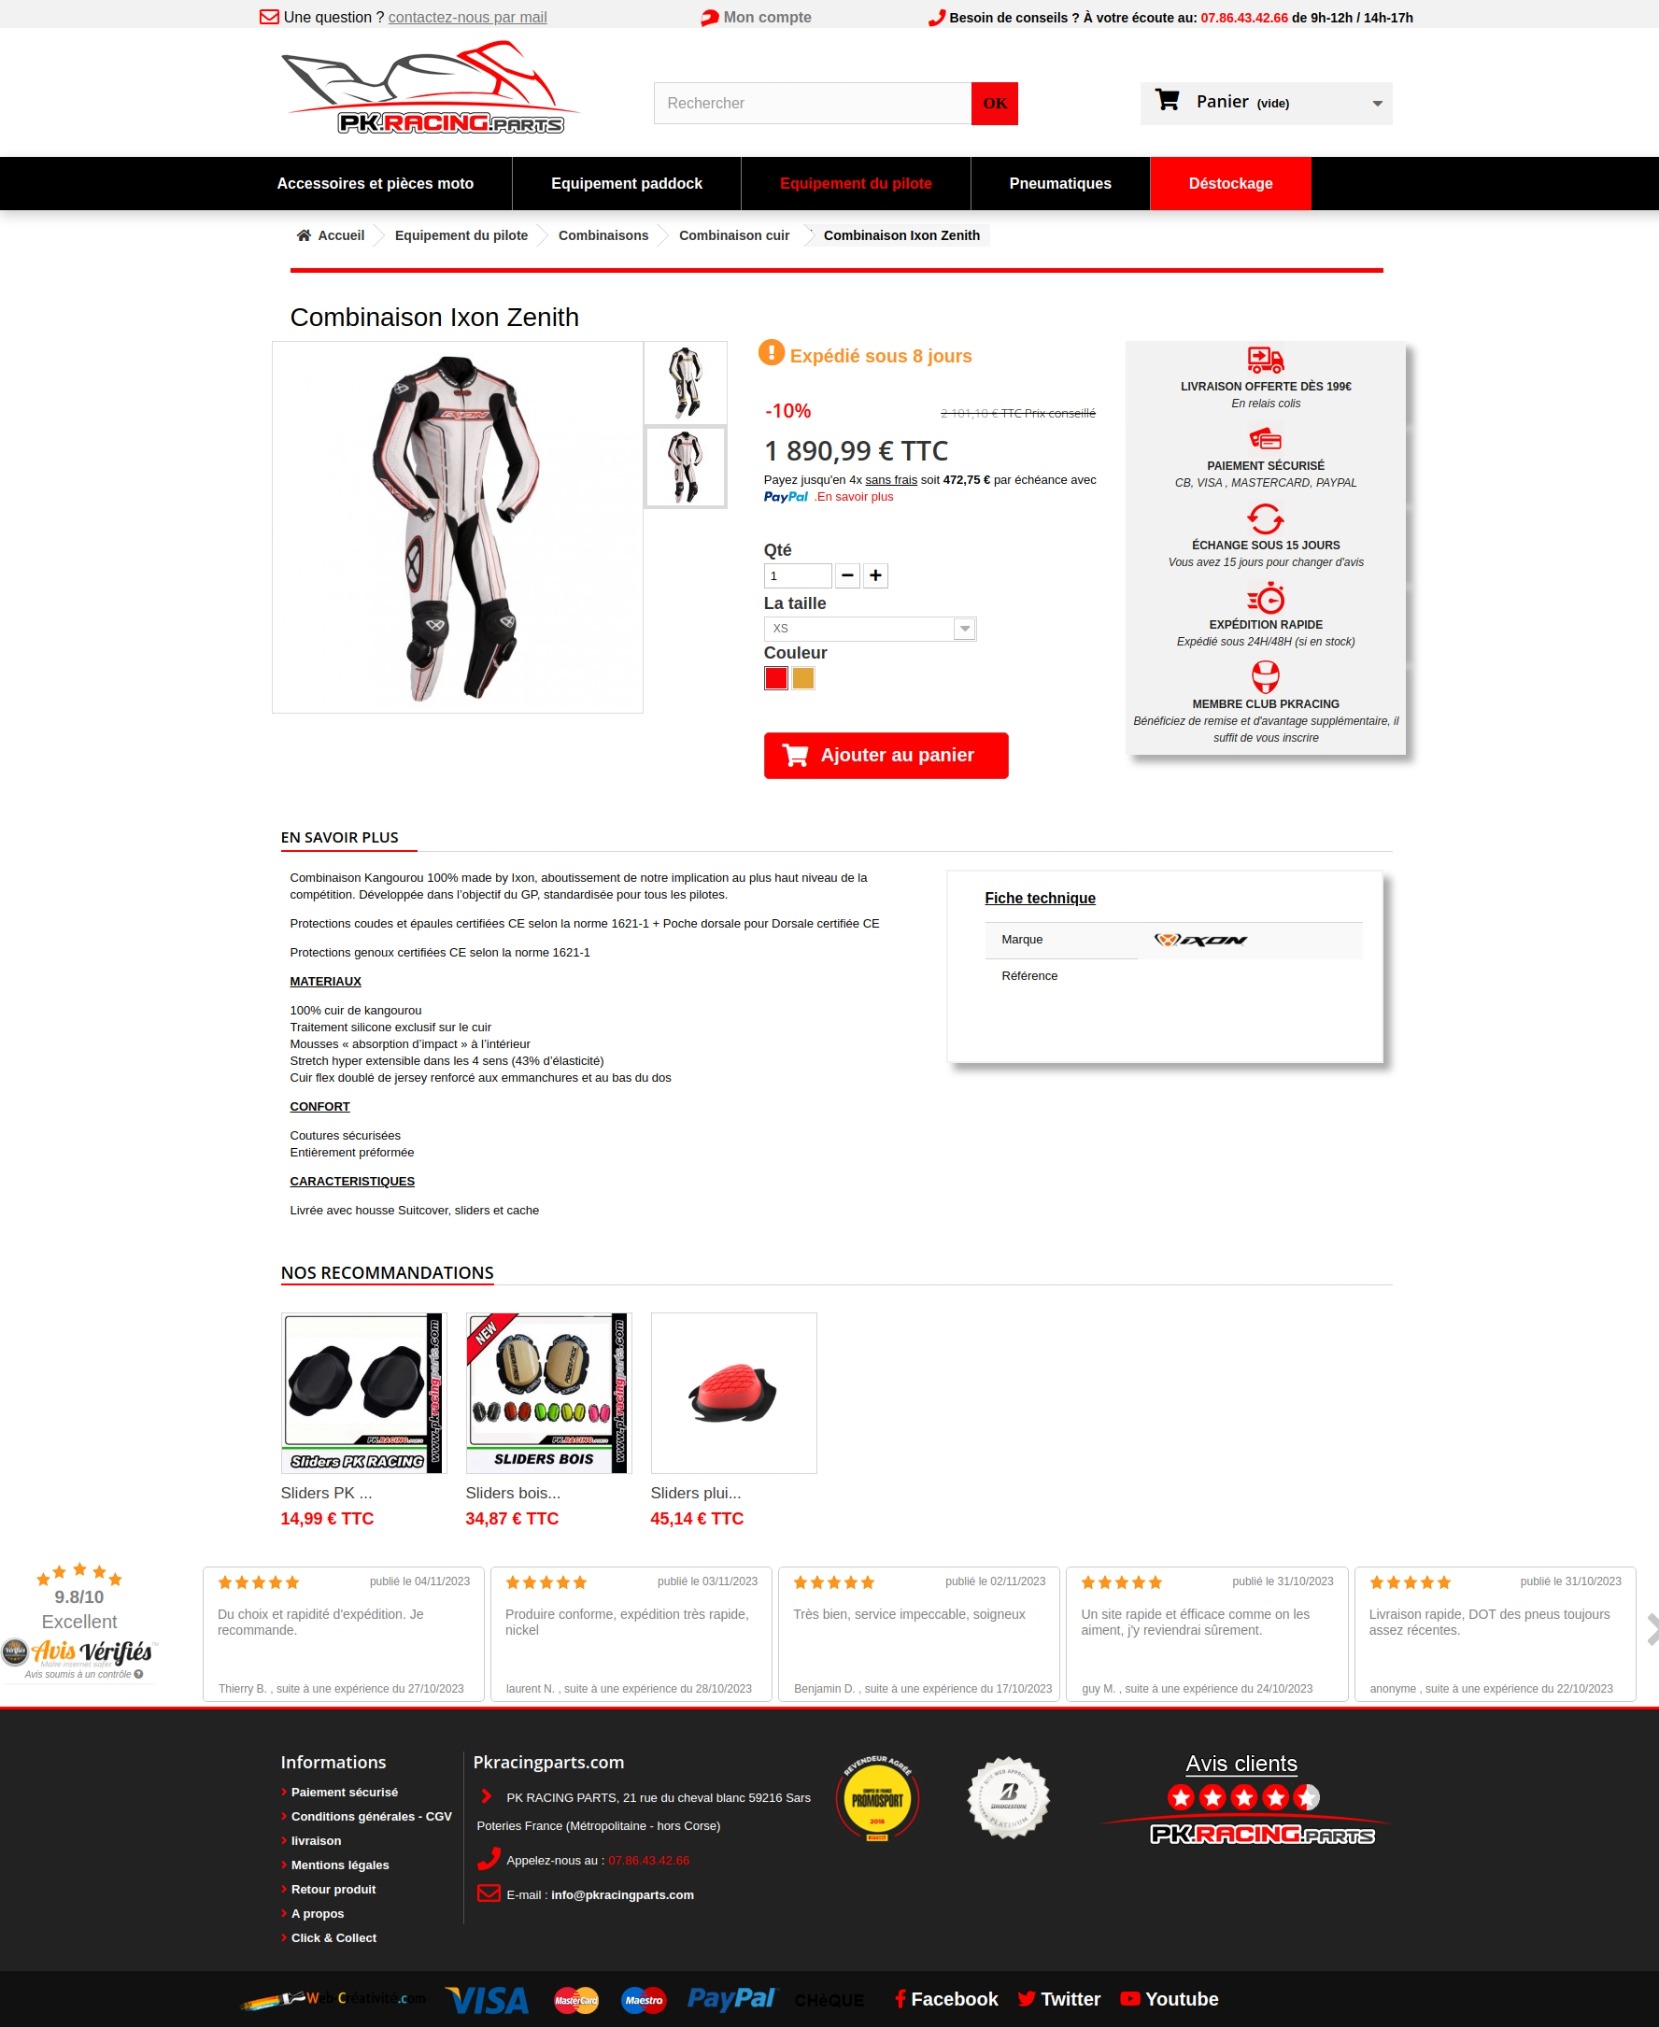 Une question ? contactez-nous par mail
Mon compte
Besoin de conseils ? À votre écoute au: 07.86.43.42.66 de 9h-12h / 14h-17h
PK.RACING.PARTS
Rechercher
OK
Panier (vide)
Accessoires et pièces moto
Equipement paddock
Equipement du pilote
Pneumatiques
Déstockage
Accueil
Equipement du pilote
Combinaisons
Combinaison cuir
Combinaison Ixon Zenith
Combinaison Ixon Zenith
IXON
Expédié sous 8 jours
-10%
2 101,10 € TTC Prix conseillé
1 890,99 € TTC
Payez jusqu'en 4x sans frais soit 472,75 € par échéance avec
PayPal .En savoir plus
Qté
1
La taille
XS
Couleur
Ajouter au panier
LIVRAISON OFFERTE DÈS 199€
En relais colis
PAIEMENT SÉCURISÉ
CB, VISA , MASTERCARD, PAYPAL
ÉCHANGE SOUS 15 JOURS
Vous avez 15 jours pour changer d'avis
EXPÉDITION RAPIDE
Expédié sous 24H/48H (si en stock)
MEMBRE CLUB PKRACING
Bénéficiez de remise et d'avantage supplémentaire, il
suffit de vous inscrire
EN SAVOIR PLUS
Combinaison Kangourou 100% made by Ixon, aboutissement de notre implication au plus haut niveau de la
compétition. Développée dans l’objectif du GP, standardisée pour tous les pilotes.
Protections coudes et épaules certifiées CE selon la norme 1621-1 + Poche dorsale pour Dorsale certifiée CE
Protections genoux certifiées CE selon la norme 1621-1
MATERIAUX
100% cuir de kangourou
Traitement silicone exclusif sur le cuir
Mousses « absorption d’impact » à l’intérieur
Stretch hyper extensible dans les 4 sens (43% d’élasticité)
Cuir flex doublé de jersey renforcé aux emmanchures et au bas du dos
CONFORT
Coutures sécurisées
Entièrement préformée
CARACTERISTIQUES
Livrée avec housse Suitcover, sliders et cache
Fiche technique
Marque
IXON
Référence
NOS RECOMMANDATIONS
www.pkracingparts.com
PK.RACING.PARTS
Sliders PK RACING
NEW
www.pkracingparts.com
PK.RACING.PARTS
SLIDERS BOIS
Sliders PK ...
14,99 € TTC
Sliders bois...
34,87 € TTC
Sliders plui...
45,14 € TTC
9.8/10
Excellent
Avis Vérifiés
Avis soumis à un contrôle
publié le 04/11/2023
Du choix et rapidité d'expédition. Je
recommande.
Thierry B. , suite à une expérience du 27/10/2023
publié le 03/11/2023
Produire conforme, expédition très rapide,
nickel
laurent N. , suite à une expérience du 28/10/2023
publié le 02/11/2023
Très bien, service impeccable, soigneux
Benjamin D. , suite à une expérience du 17/10/2023
publié le 31/10/2023
Un site rapide et éfficace comme on les
aiment, j'y reviendrai sûrement.
guy M. , suite à une expérience du 24/10/2023
publié le 31/10/2023
Livraison rapide, DOT des pneus toujours
assez récentes.
anonyme , suite à une expérience du 22/10/2023
Informations
Paiement sécurisé
Conditions générales - CGV
livraison
Mentions légales
Retour produit
A propos
Click & Collect
Pkracingparts.com
PK RACING PARTS, 21 rue du cheval blanc 59216 Sars
Poteries France (Métropolitaine - hors Corse)
Appelez-nous au : 07.86.43.42.66
E-mail : info@pkracingparts.com
REVENDEUR AGRÉÉ
PROMOSPORT
SITE WEB APPROUVÉ
BRIDGESTONE
PLATINUM
Avis clients
PK.RACING.PARTS
Web-Créativité.com
VISA
MasterCard
Maestro
PayPal
CHèQUE
Facebook
Twitter
Youtube